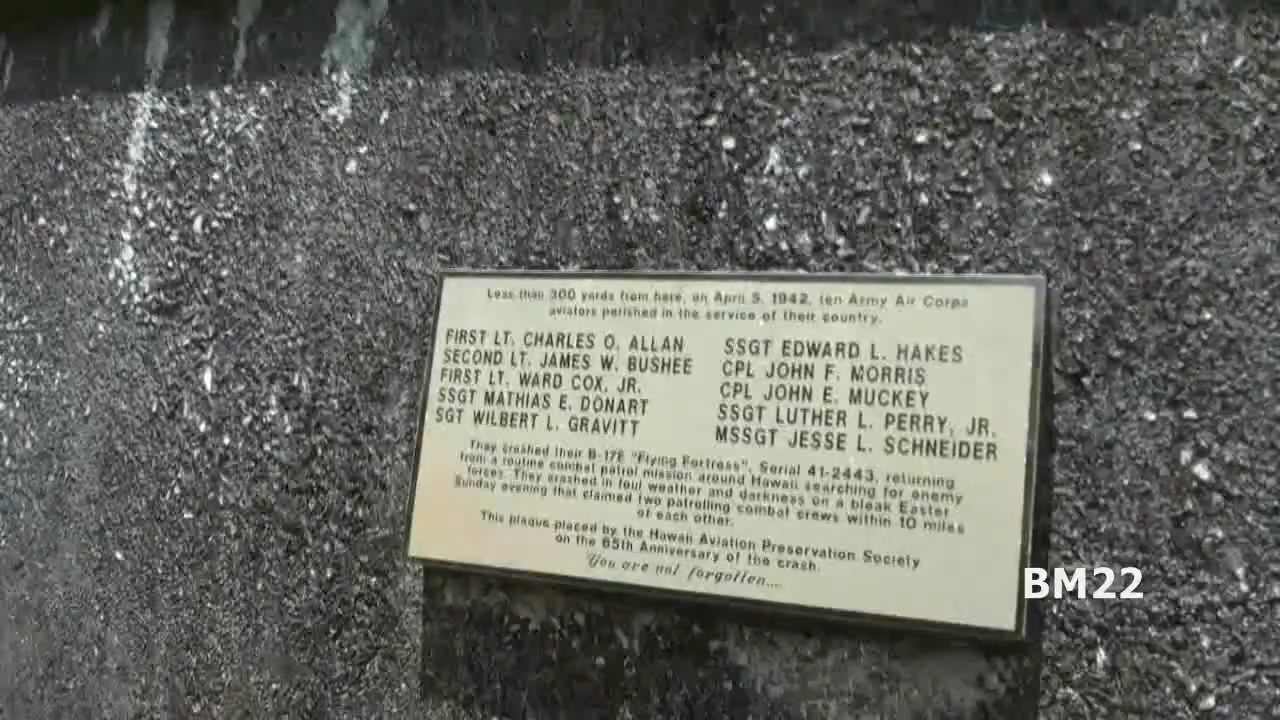 Less than 300 yards from here, on April 5, 1942, ten Army Air Corps
aviators perished in the service of their country.
FIRST LT. CHARLES O. ALLAN
SECOND LT. JAMES W. BUSHEE
FIRST LT. WARD COX, JR.
SSGT MATHIAS E. DONART
SGT WILBERT L. GRAVITT
SSGT EDWARD L. HAKES
CPL JOHN F. MORRIS
CPL JOHN E. MUCKEY
SSGT LUTHER L. PERRY, JR.
MSSGT JESSE L. SCHNEIDER
They crashed their B-17E "Flying Fortress", Serial 41-2443, returning
from a routine combat patrol mission around Hawaii searching for enemy
forces. They crashed in foul weather and darkness on a bleak Easter
Sunday evening that claimed two patrolling combat crews within 10 miles
of each other.
This plaque placed by the Hawaii Aviation Preservation Society
on the 65th Anniversary of the crash.
"You are not forgotten....
BM22